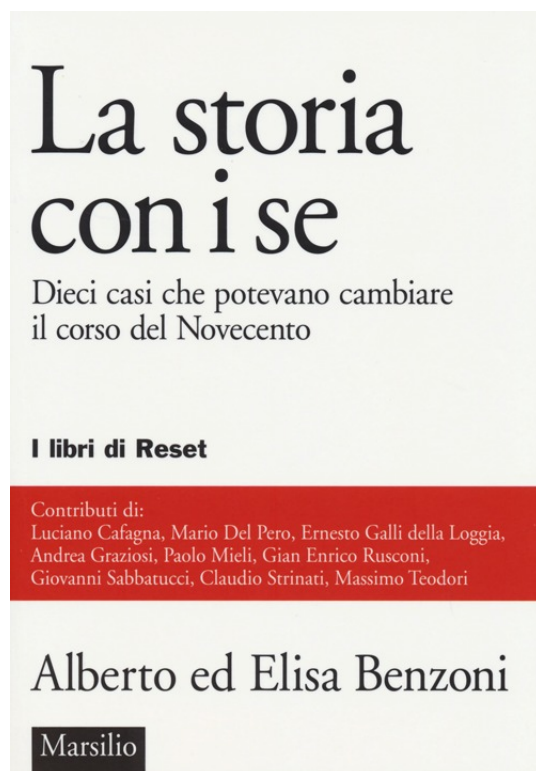 La storia
con i se
Dieci casi che potevano cambiare
il corso del Novecento
I libri di Reset
Contributi di:
Luciano Cafagna, Mario Del Pero, Ernesto Galli della Loggia,
Andrea Graziosi, Paolo Mieli, Gian Enrico Rusconi,
Giovanni Sabbatucci, Claudio Strinati, Massimo Teodori
Alberto ed Elisa Benzoni
Marsilio